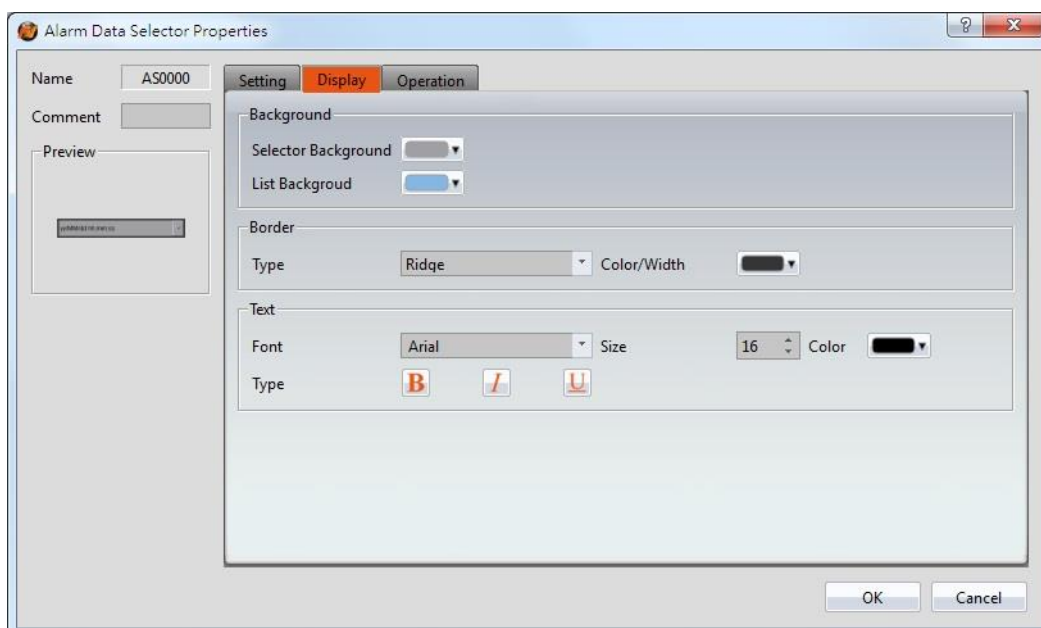 Alarm Data Selector Properties
Name AS0000
Setting Display Operation
Comment
Preview
Background
Selector Background
List Backgroud
Border
Type Ridge Color/Width
Text
Font Arial Size 16 Color
Type B I U
OK Cancel